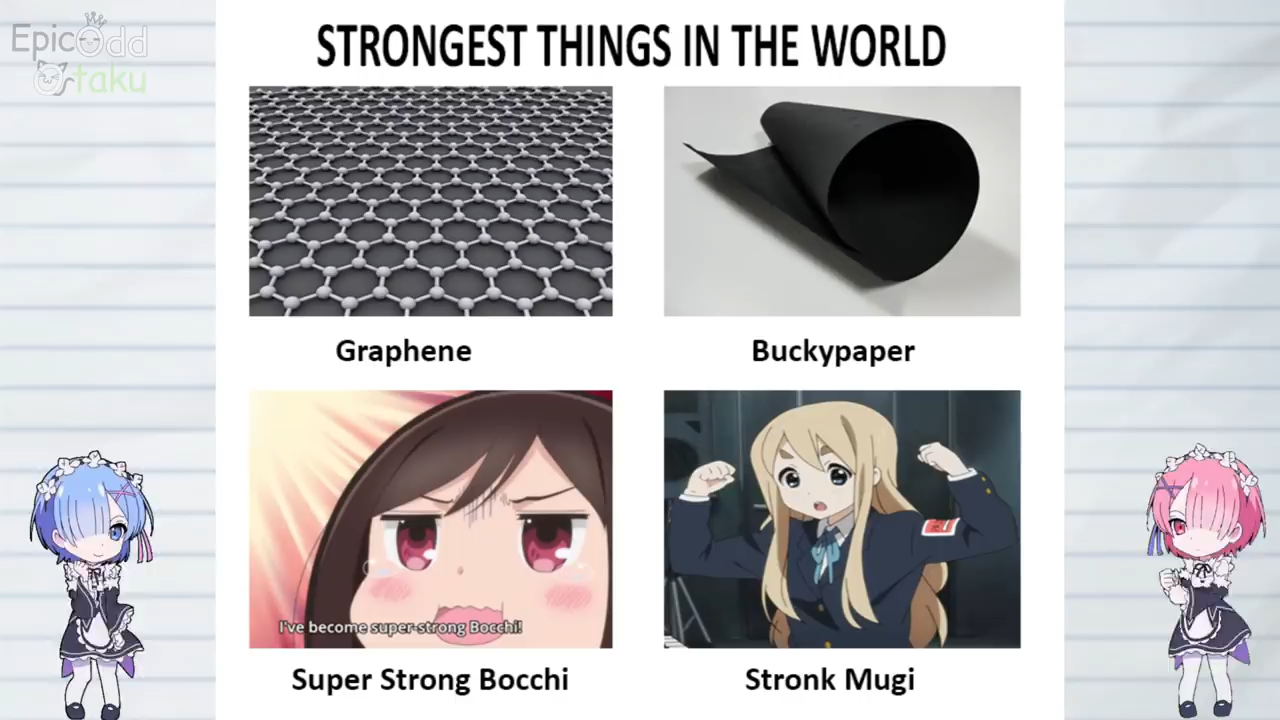 EpicOdd
Otaku
STRONGEST THINGS IN THE WORLD
Graphene
Buckypaper
I've become super-strong Bocchi!
Super Strong Bocchi
Stronk Mugi